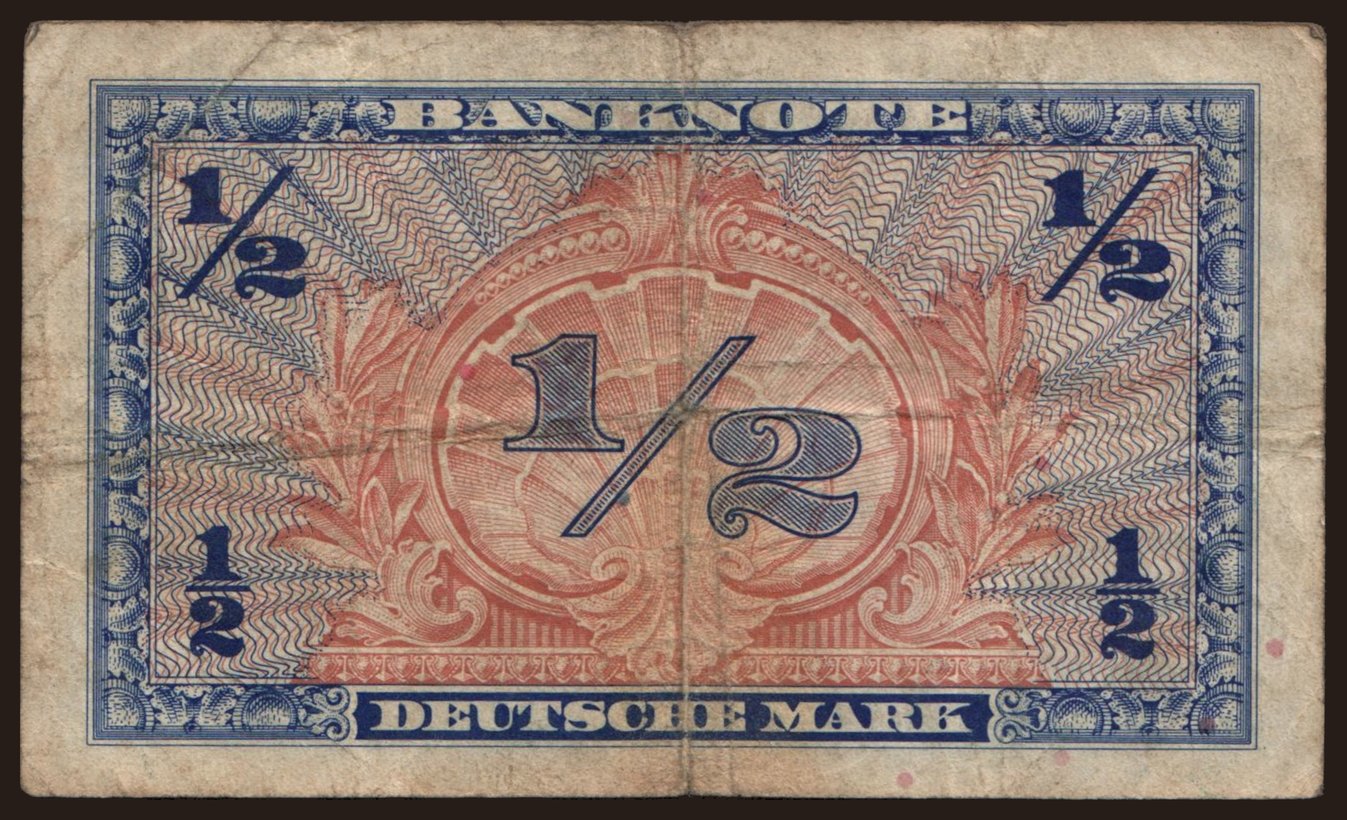 BANKNOTE
1/2 1/2
1/2
1/2 1/2
DEUTSCHE MARK